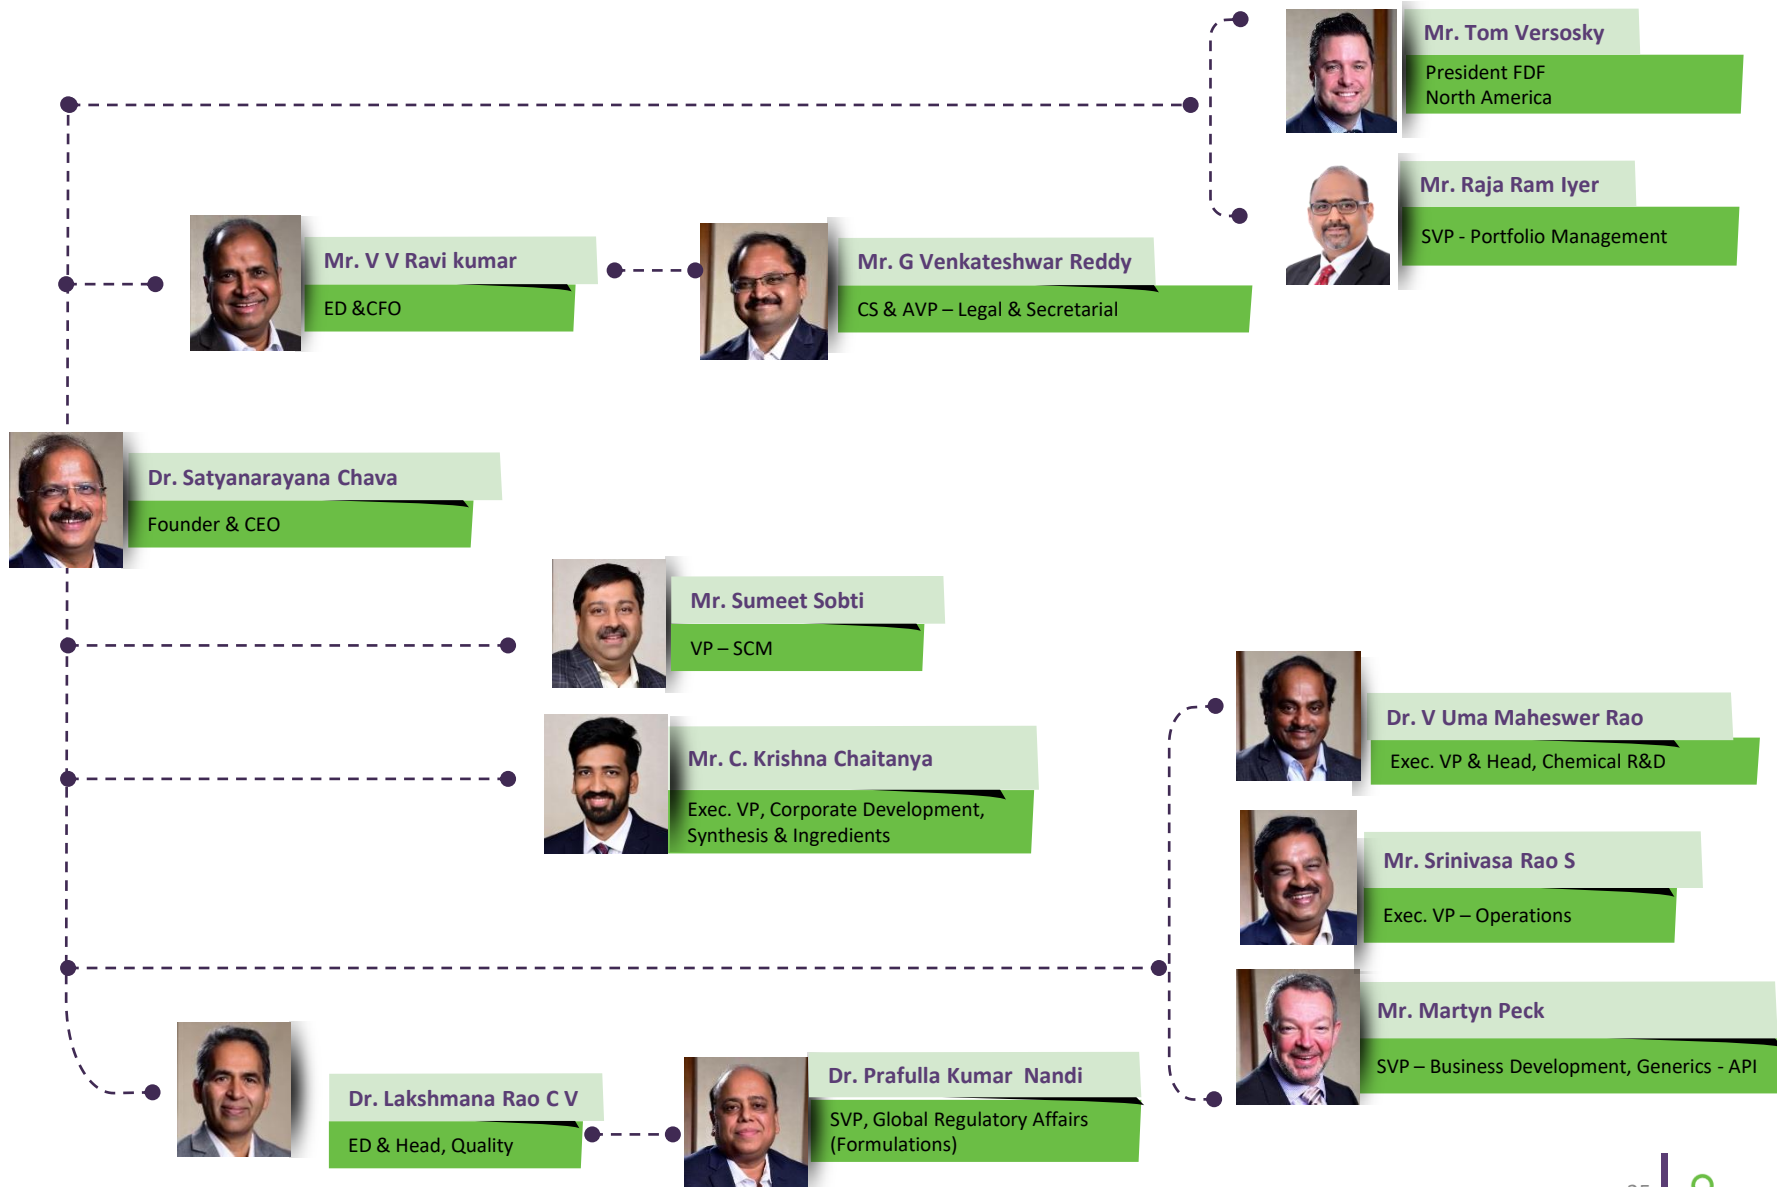 Mr. Tom Versosky
President FDF
North America
Mr. Raja Ram Iyer
SVP - Portfolio Management
Mr. V V Ravi kumar
ED &CFO
Mr. G Venkateshwar Reddy
CS & AVP – Legal & Secretarial
Dr. Satyanarayana Chava
Founder & CEO
Mr. Sumeet Sobti
VP – SCM
Mr. C. Krishna Chaitanya
Exec. VP, Corporate Development,
Synthesis & Ingredients
Dr. V Uma Maheswer Rao
Exec. VP & Head, Chemical R&D
Mr. Srinivasa Rao S
Exec. VP – Operations
Mr. Martyn Peck
SVP – Business Development, Generics - API
Dr. Lakshmana Rao C V
ED & Head, Quality
Dr. Prafulla Kumar Nandi
SVP, Global Regulatory Affairs
(Formulations)